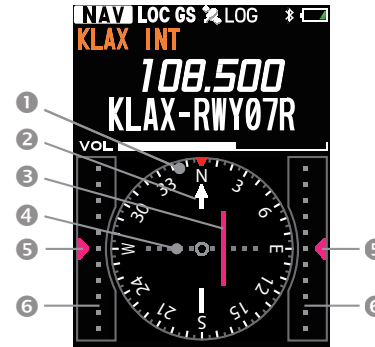 NAV LOC GS LOG
KLAX INT
108.500
KLAX-RWY07R
VOL
N 3 6 E 12 15 S 21 24 W 30 33
1
2
3
4
5 5
6 6